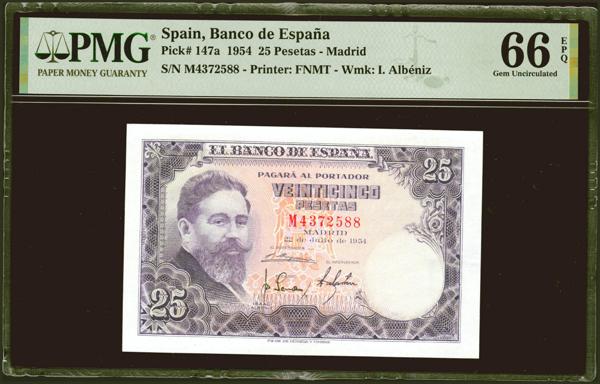 PMG
PAPER MONEY GUARANTY
Spain, Banco de España
Pick# 147a 1954 25 Pesetas - Madrid
S/N M4372588 - Printer: FNMT - Wmk: I. Albéniz
66 EPQ
Gem Uncirculated
EL BANCO DE ESPAÑA
PAGARÁ AL PORTADOR
25
VEINTICINCO
PESETAS
M4372588
MADRID
22 de Julio de 1954
25